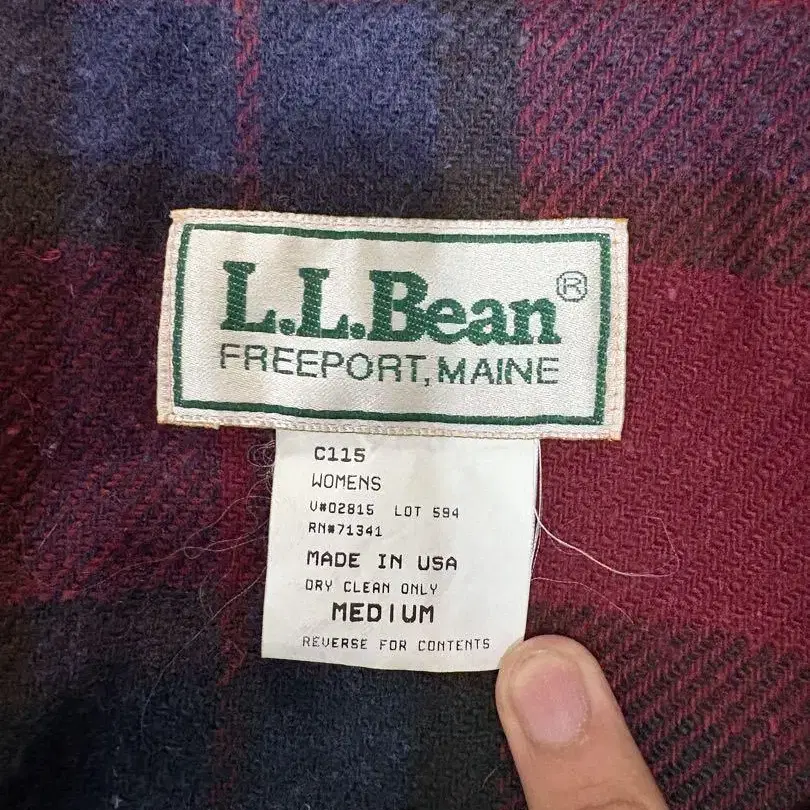 L.L.Bean®
FREEPORT, MAINE
C115
WOMENS
V#02815 LOT 594
RN#71341
MADE IN USA
DRY CLEAN ONLY
MEDIUM
REVERSE FOR CONTENTS